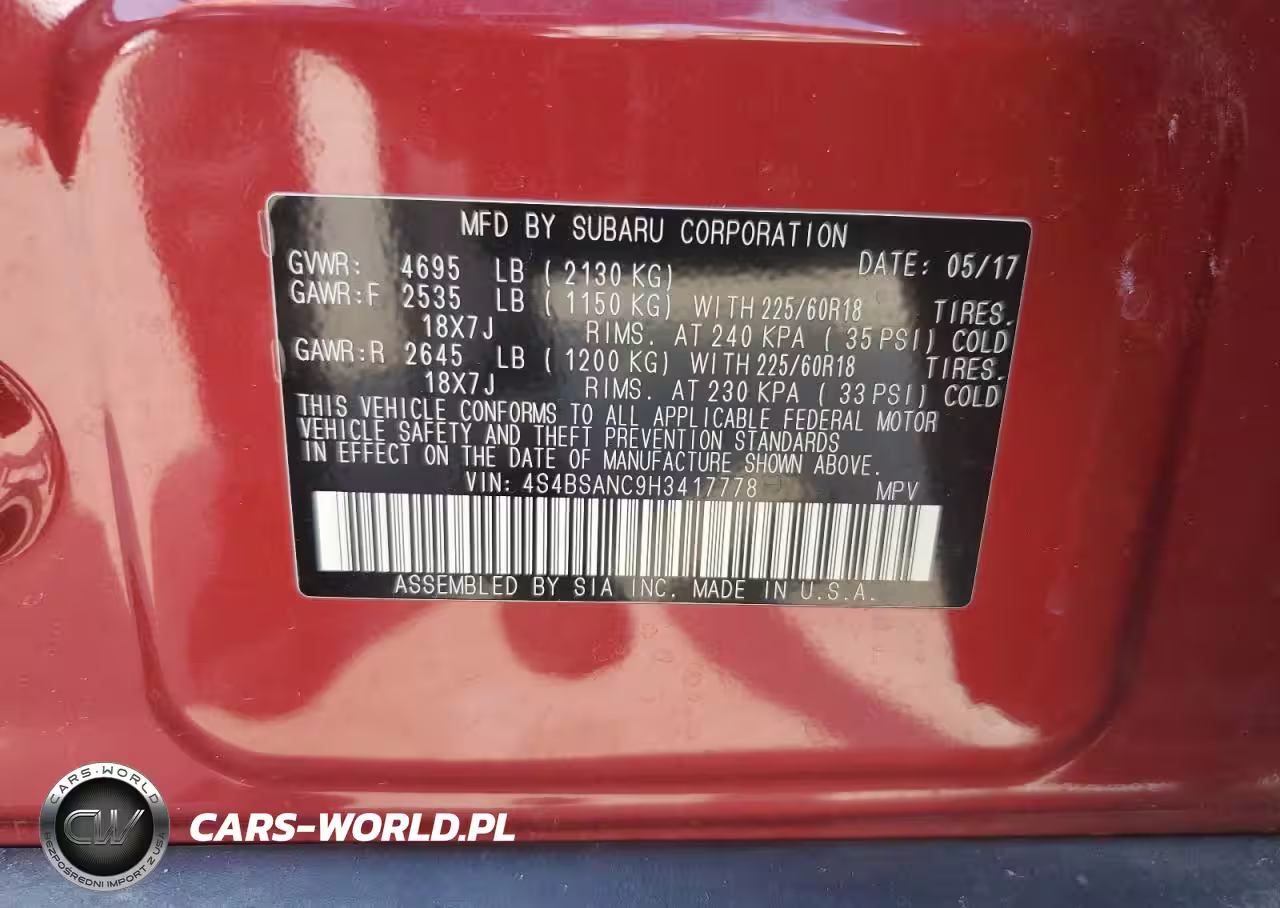 MFD BY SUBARU CORPORATION
GVWR: 4695 LB ( 2130 KG) DATE: 05/17
GAWR:F 2535 LB ( 1150 KG) WITH 225/60R18 TIRES.
18X7J RIMS. AT 240 KPA ( 35 PSI) COLD
GAWR:R 2645 LB ( 1200 KG) WITH 225/60R18 TIRES.
18X7J RIMS. AT 230 KPA ( 33 PSI) COLD
THIS VEHICLE CONFORMS TO ALL APPLICABLE FEDERAL MOTOR
VEHICLE SAFETY AND THEFT PREVENTION STANDARDS
IN EFFECT ON THE DATE OF MANUFACTURE SHOWN ABOVE.
VIN: 4S4BSANC9H3417778 MPV
ASSEMBLED BY SIA INC. MADE IN U.S.A.
CARS-WORLD
CW
BEZPOŚREDNI IMPORT Z USA
CARS-WORLD.PL